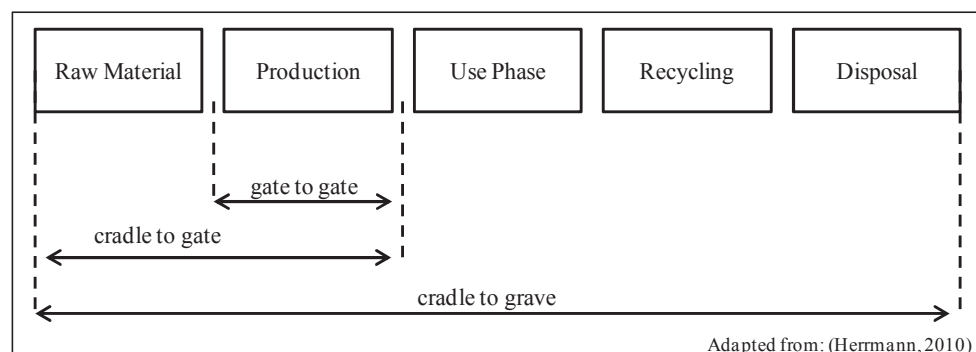 Raw Material Production Use Phase Recycling Disposal
gate to gate
cradle to gate
cradle to grave
Adapted from: (Herrmann, 2010)